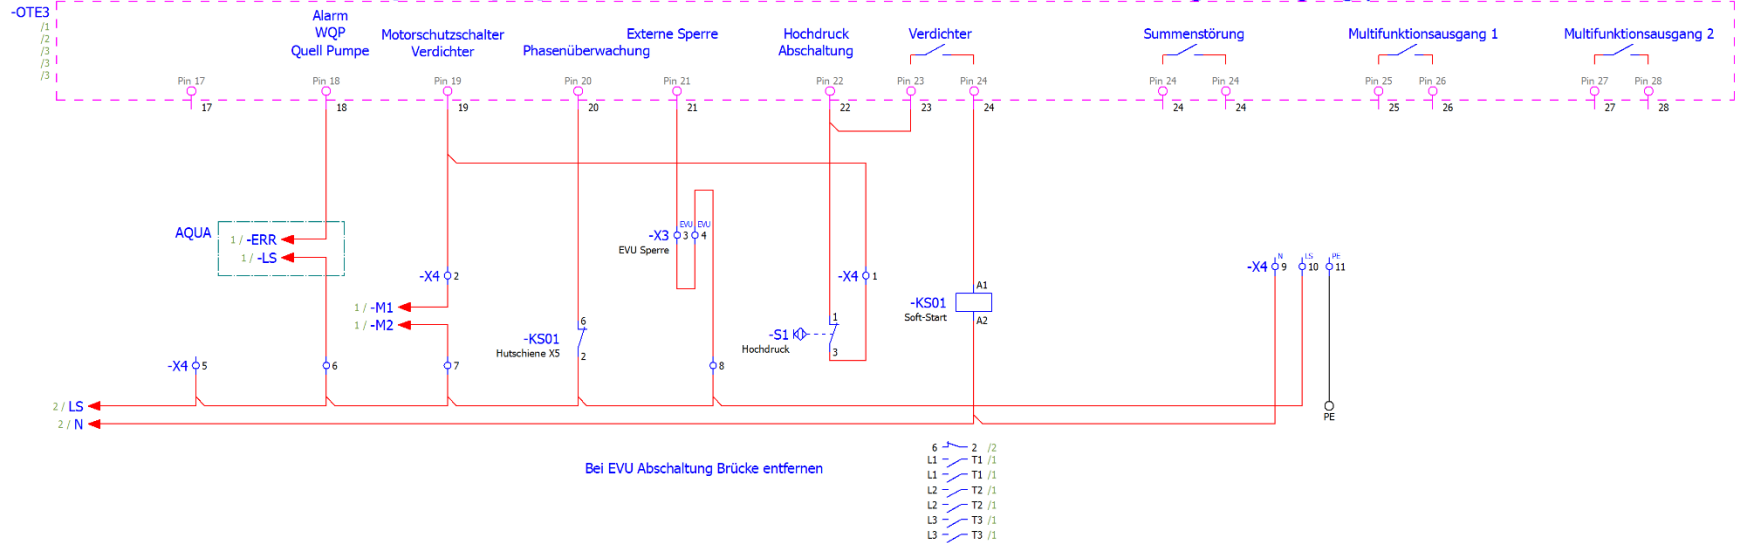 -OTE3
/1
/2
/3
/3
/3
Alarm
WQP
Quell Pumpe
Motorschutzschalter
Verdichter
Phasenüberwachung
Externe Sperre
Hochdruck
Abschaltung
Verdichter
Summenstörung
Multifunktionsausgang 1
Multifunktionsausgang 2
Pin 17
Pin 18
Pin 19
Pin 20
Pin 21
Pin 22
Pin 23
Pin 24
Pin 24
Pin 24
Pin 25
Pin 26
Pin 27
Pin 28
17
18
19
20
21
22
23
24
24
24
25
26
27
28
AQUA
1 / -ERR
1 / -LS
-X3
EVU
3
EVU
4
EVU Sperre
-X4
2
-X4
1
-X4
N
9
LS
10
PE
11
1 / -M1
1 / -M2
-KS01
Hutschiene X5
6
2
-S1
Hochdruck
1
3
-KS01
Soft-Start
A1
A2
-X4
5
6
7
8
2 / LS
2 / N
PE
Bei EVU Abschaltung Brücke entfernen
6 2 /2
L1 T1 /1
L1 T1 /1
L2 T2 /1
L2 T2 /1
L3 T3 /1
L3 T3 /1